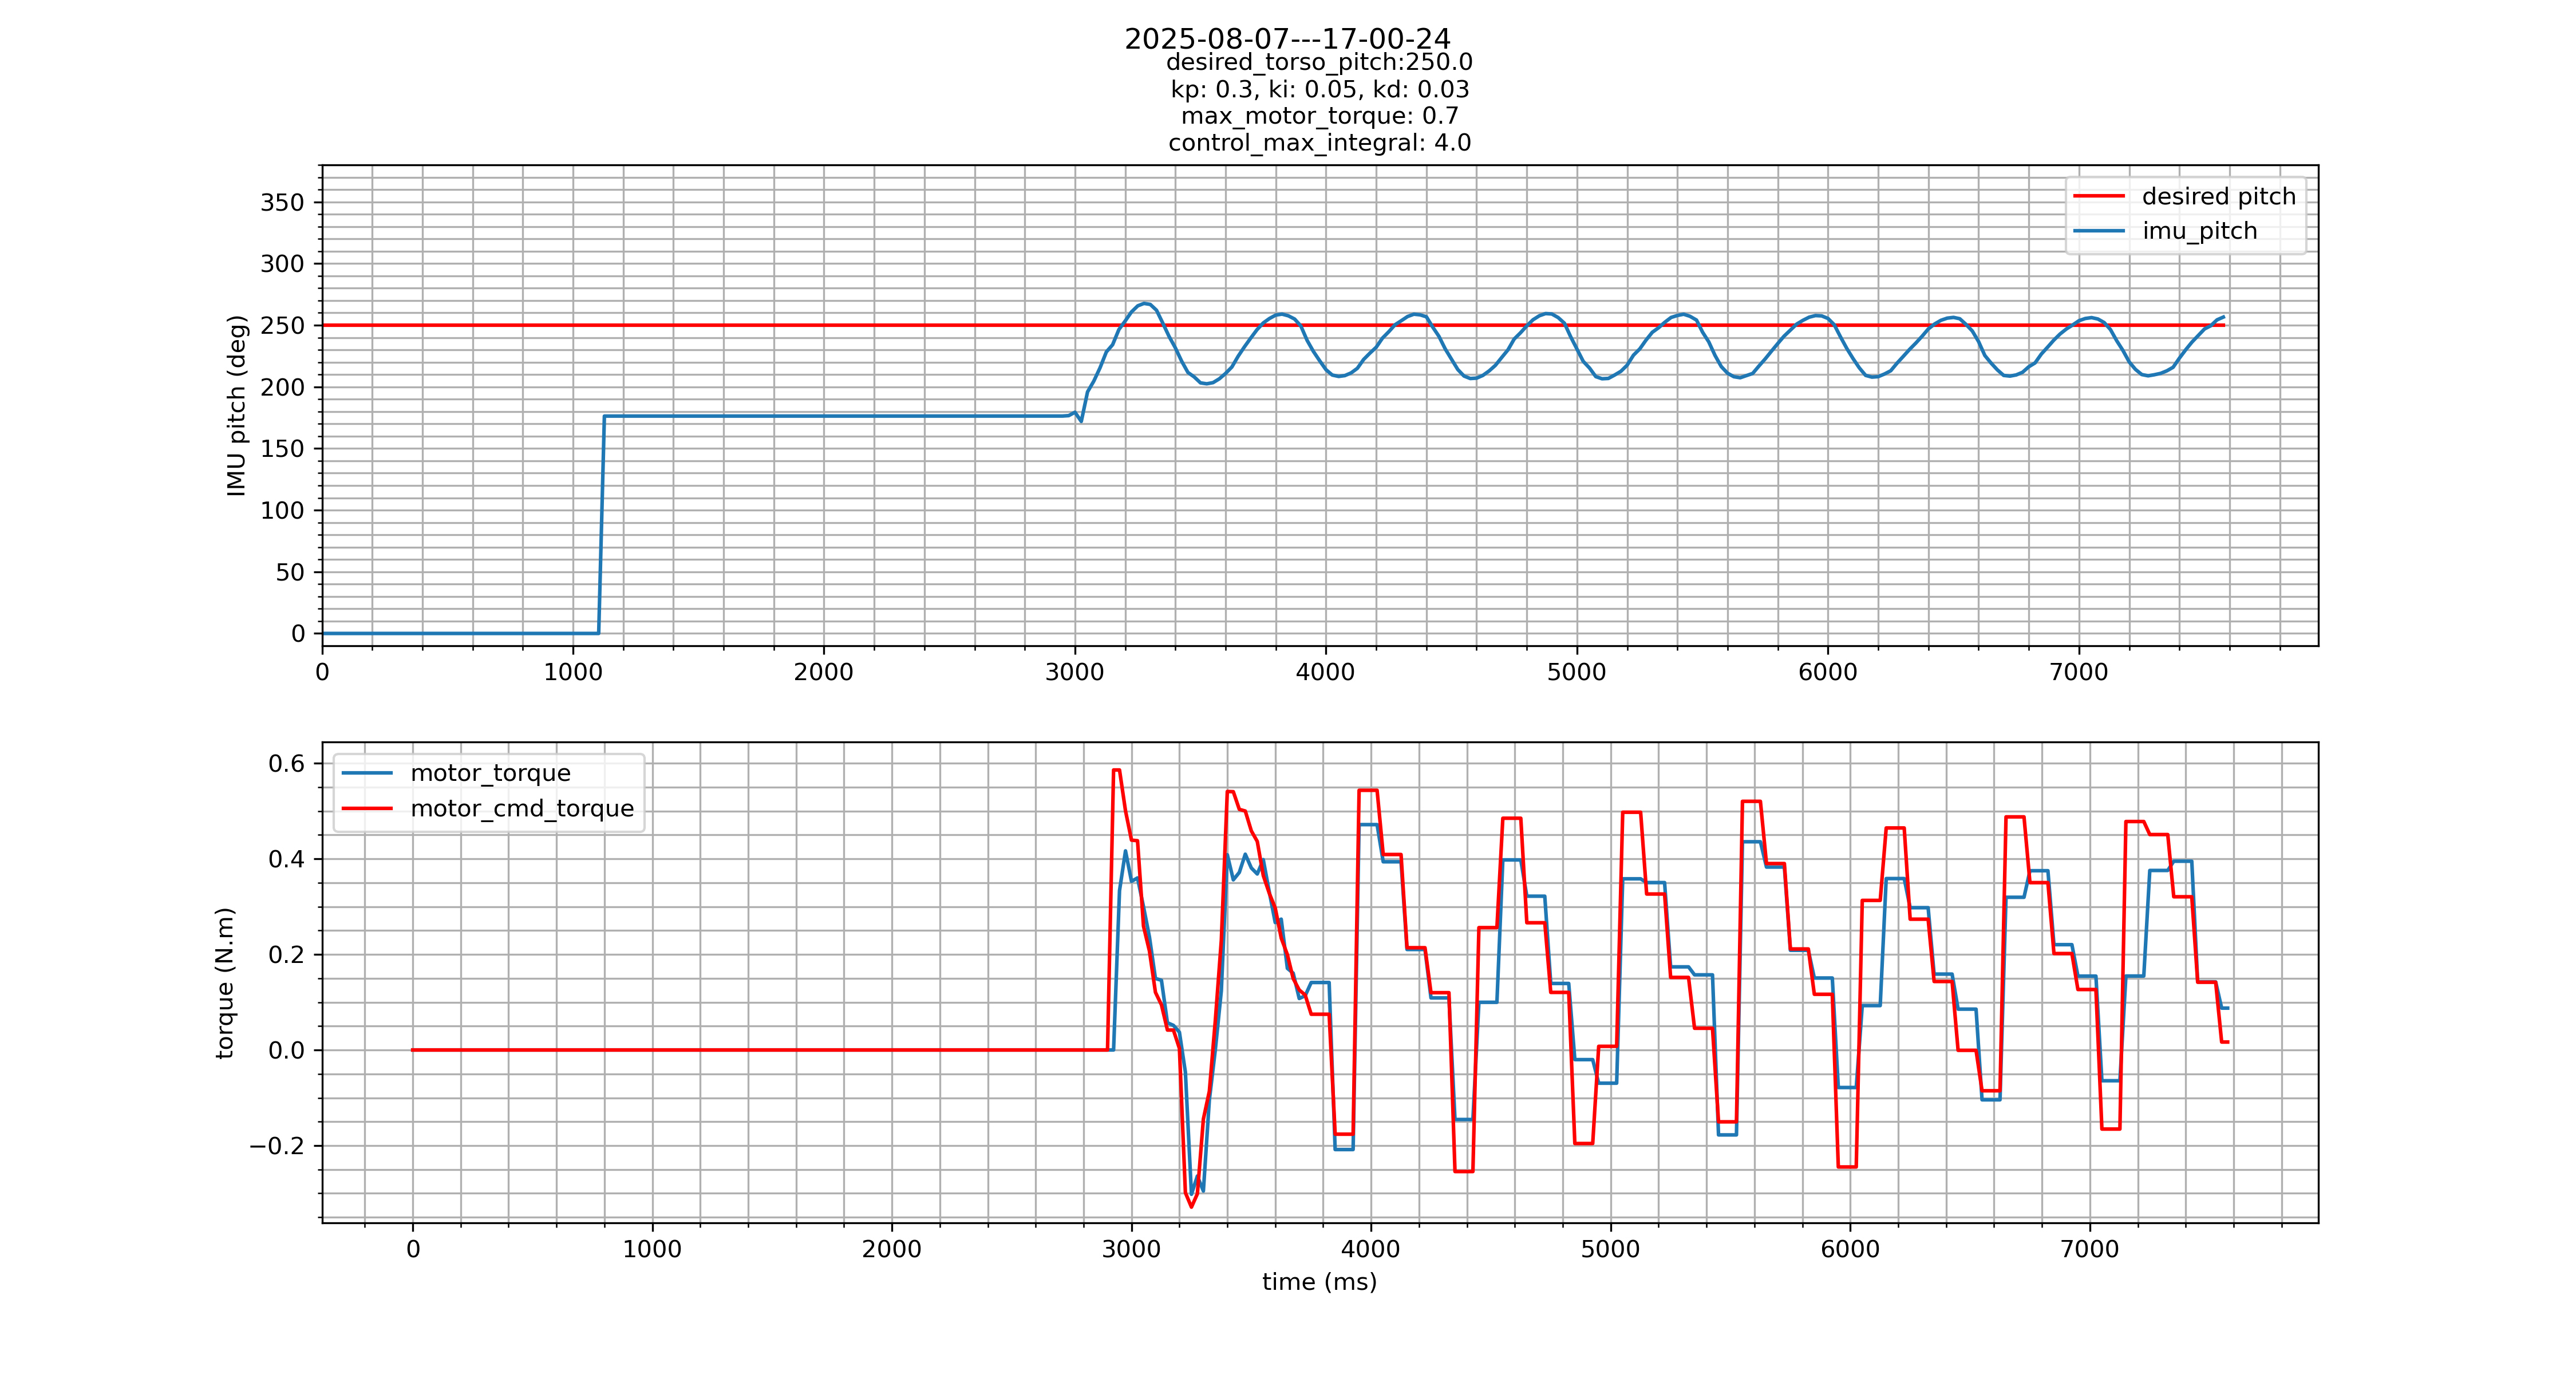 2025-08-07---17-00-24
desired_torso_pitch:250.0
kp: 0.3, ki: 0.05, kd: 0.03
max_motor_torque: 0.7
control_max_integral: 4.0
350
300
250
200
150
100
50
0
IMU pitch (deg)
desired pitch
imu_pitch
0 1000 2000 3000 4000 5000 6000 7000
0.6
0.4
0.2
0.0
−0.2
torque (N.m)
motor_torque
motor_cmd_torque
0 1000 2000 3000 4000 5000 6000 7000
time (ms)